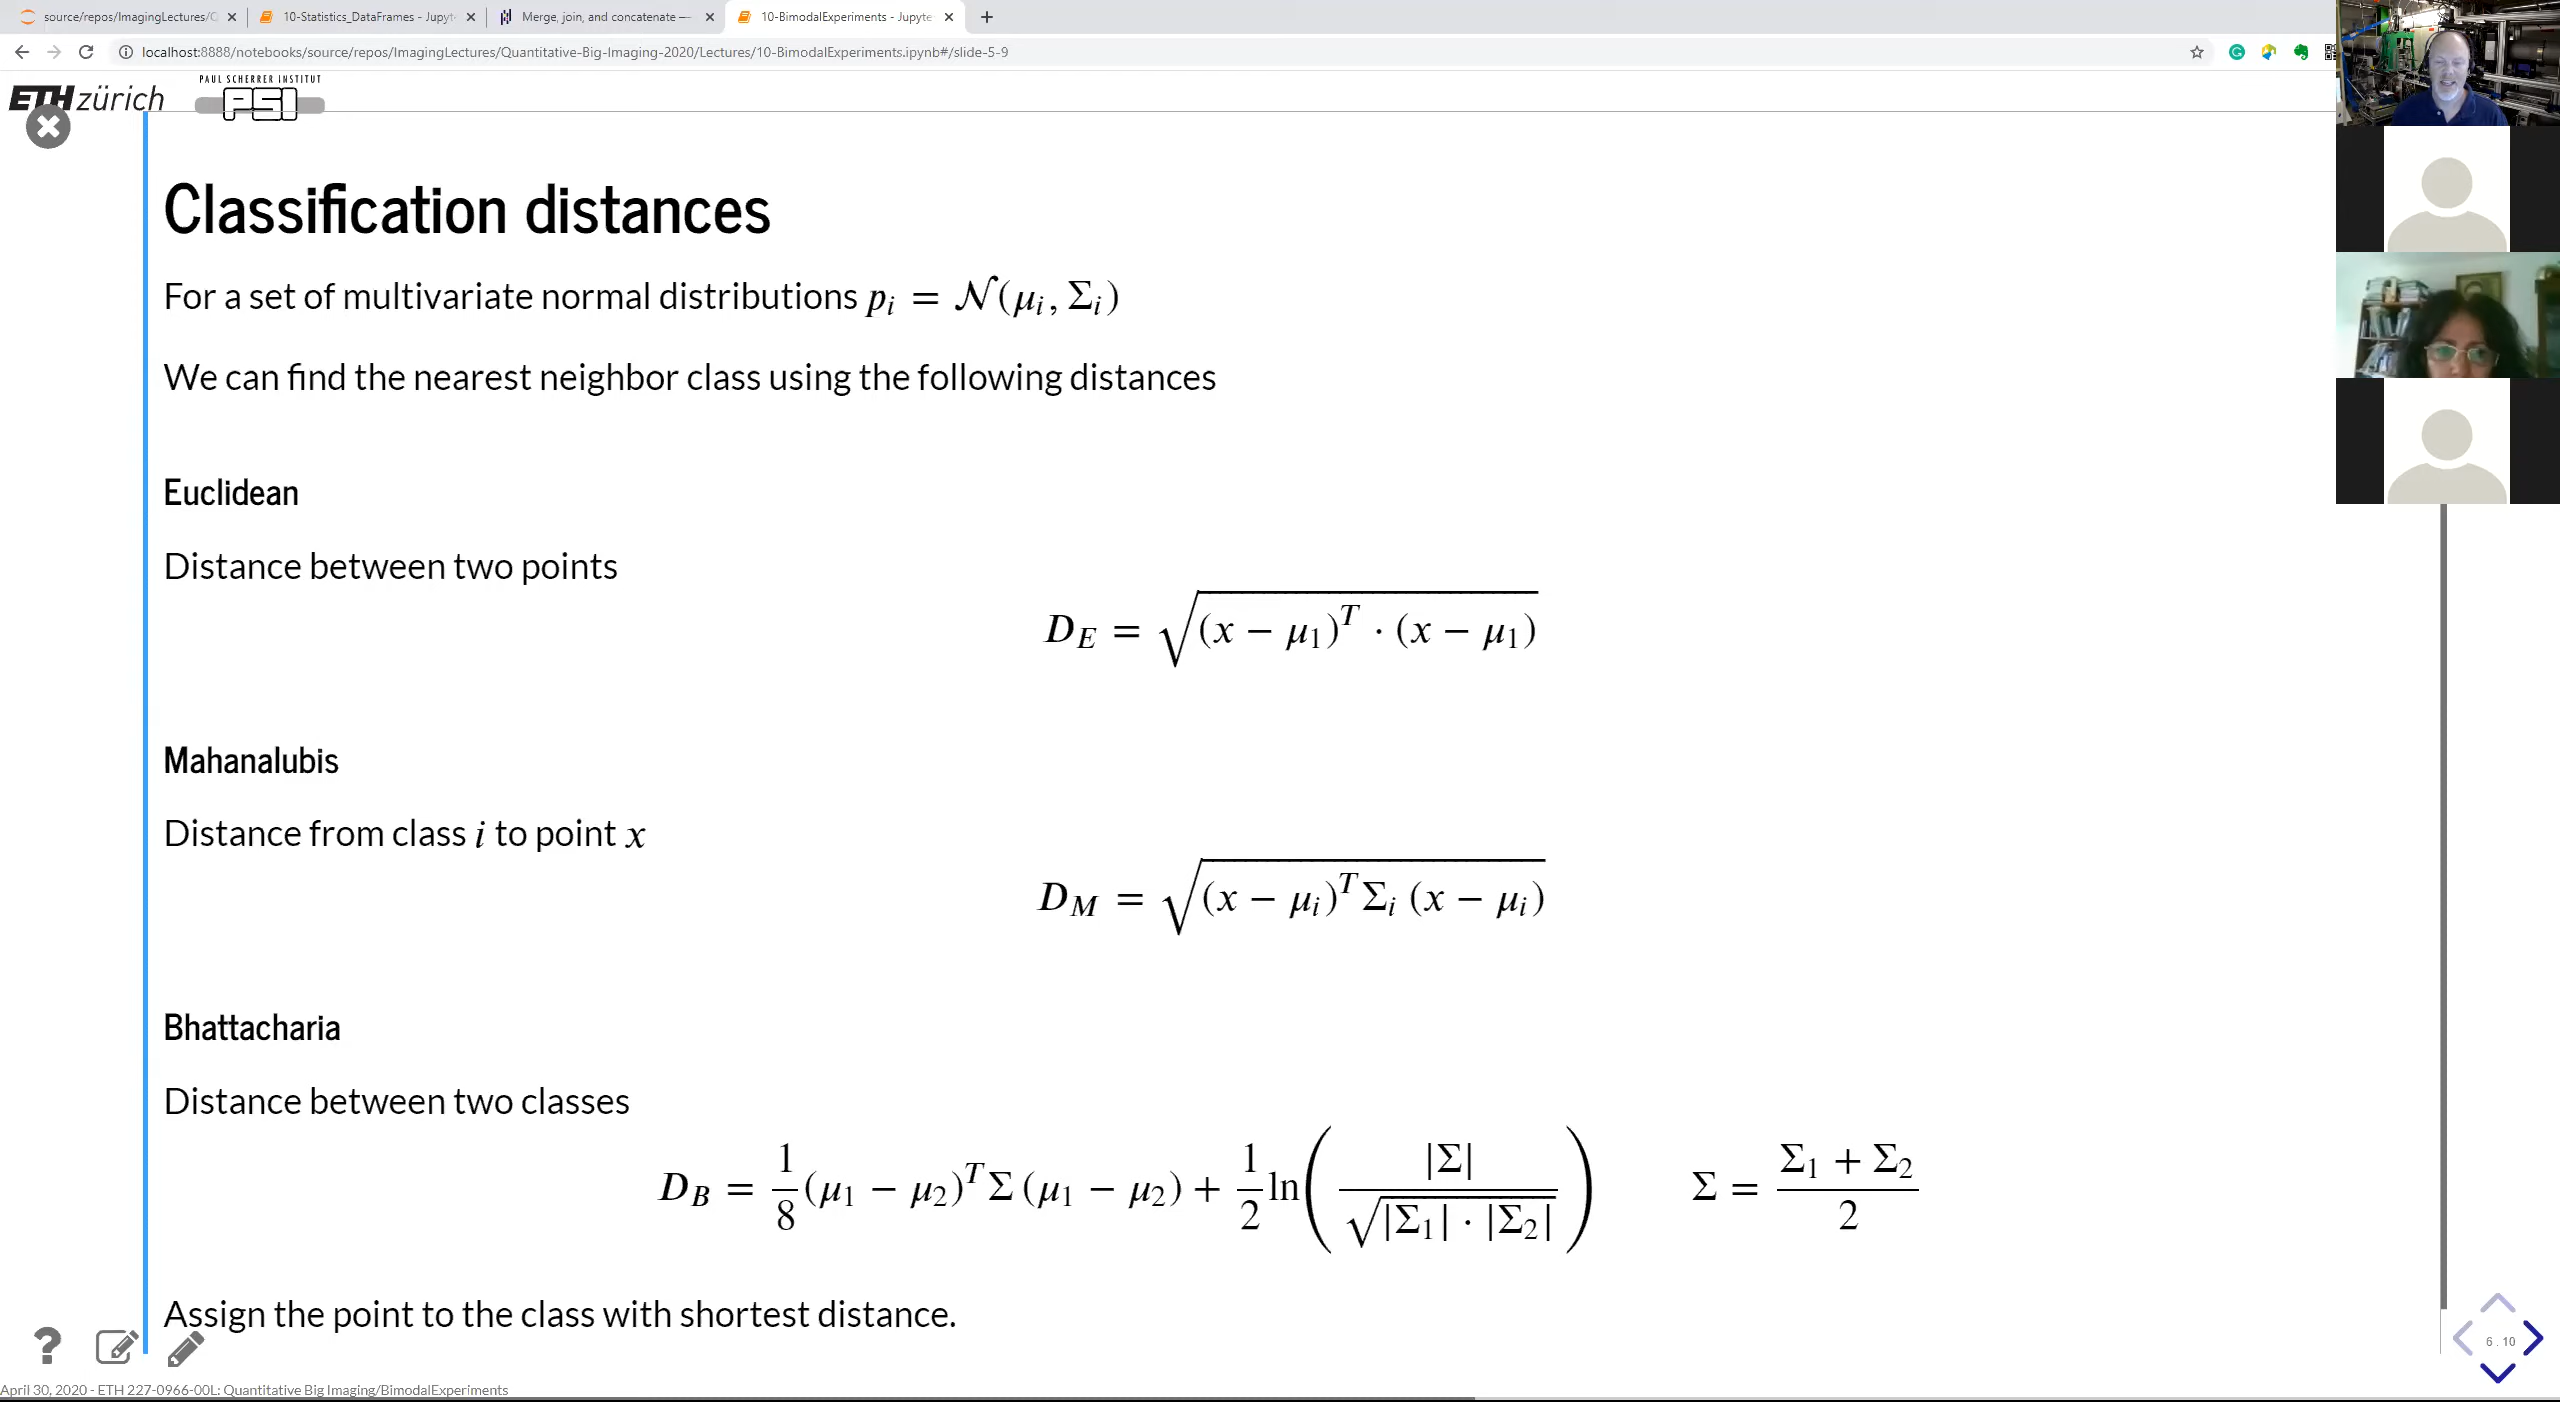 source/repos/ImagingLectures/Q
10-Statistics_DataFrames - Jupyt
Merge, join, and concatenate —
10-BimodalExperiments - Jupyte
localhost:8888/notebooks/source/repos/ImagingLectures/Quantitative-Big-Imaging-2020/Lectures/10-BimodalExperiments.ipynb#/slide-5-9
ETH zürich
PAUL SCHERRER INSTITUT
PSI
Classification distances
For a set of multivariate normal distributions p_i = 𝒩(μ_i, Σ_i)
We can find the nearest neighbor class using the following distances
Euclidean
Distance between two points
D_E = √((x − μ_1)^T · (x − μ_1))
Mahanalubis
Distance from class i to point x
D_M = √((x − μ_i)^T Σ_i (x − μ_i))
Bhattacharia
Distance between two classes
D_B = 1/8 (μ_1 − μ_2)^T Σ (μ_1 − μ_2) + 1/2 ln(|Σ| / √(|Σ_1| · |Σ_2|)) Σ = (Σ_1 + Σ_2)/2
Assign the point to the class with shortest distance.
?
6 . 10
April 30, 2020 - ETH 227-0966-00L: Quantitative Big Imaging/BimodalExperiments